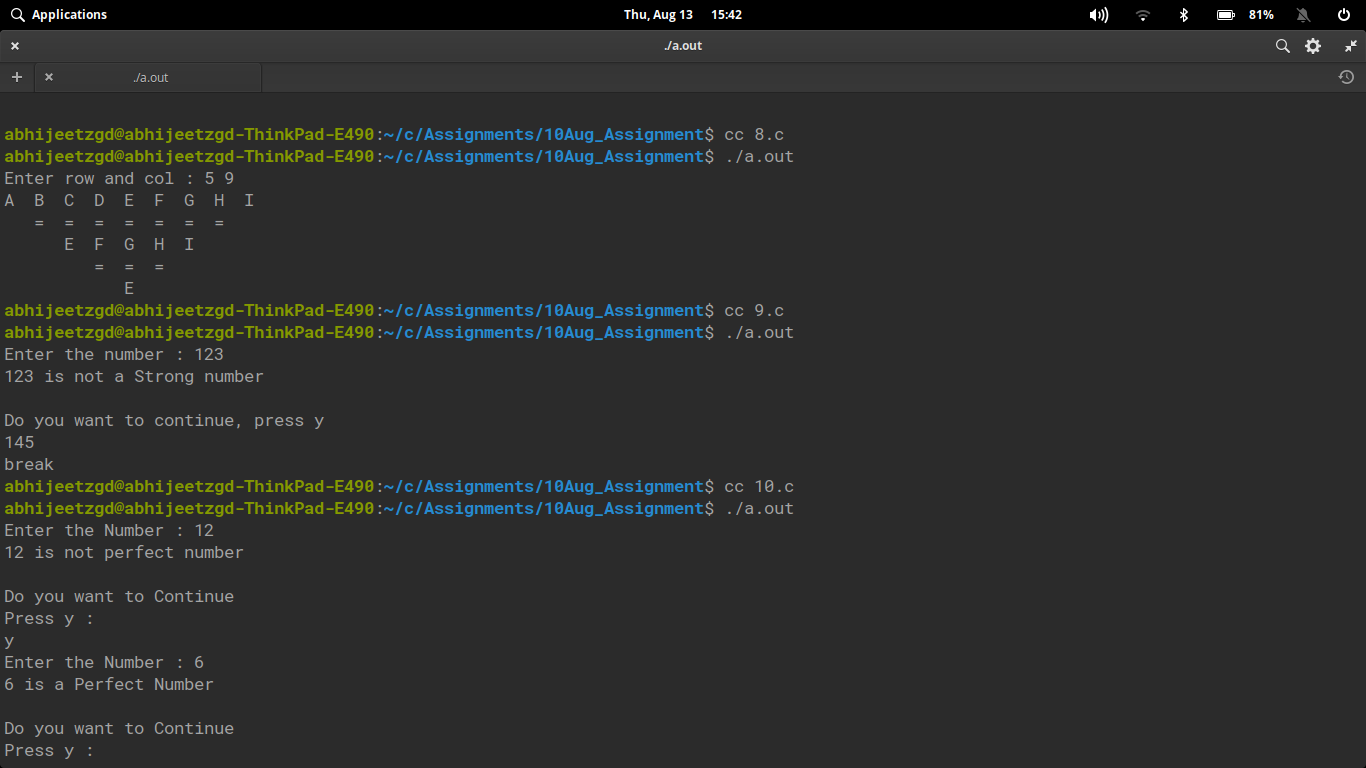 Applications Thu, Aug 13 15:42 81%
./a.out
./a.out
abhijeetzgd@abhijeetzgd-ThinkPad-E490:~/c/Assignments/10Aug_Assignment$ cc 8.c
abhijeetzgd@abhijeetzgd-ThinkPad-E490:~/c/Assignments/10Aug_Assignment$ ./a.out
Enter row and col : 5 9
A  B  C  D  E  F  G  H  I
   =  =  =  =  =  =  =
      E  F  G  H  I
         =  =  =
            E
abhijeetzgd@abhijeetzgd-ThinkPad-E490:~/c/Assignments/10Aug_Assignment$ cc 9.c
abhijeetzgd@abhijeetzgd-ThinkPad-E490:~/c/Assignments/10Aug_Assignment$ ./a.out
Enter the number : 123
123 is not a Strong number
Do you want to continue, press y
145
break
abhijeetzgd@abhijeetzgd-ThinkPad-E490:~/c/Assignments/10Aug_Assignment$ cc 10.c
abhijeetzgd@abhijeetzgd-ThinkPad-E490:~/c/Assignments/10Aug_Assignment$ ./a.out
Enter the Number : 12
12 is not perfect number
Do you want to Continue
Press y :
y
Enter the Number : 6
6 is a Perfect Number
Do you want to Continue
Press y :